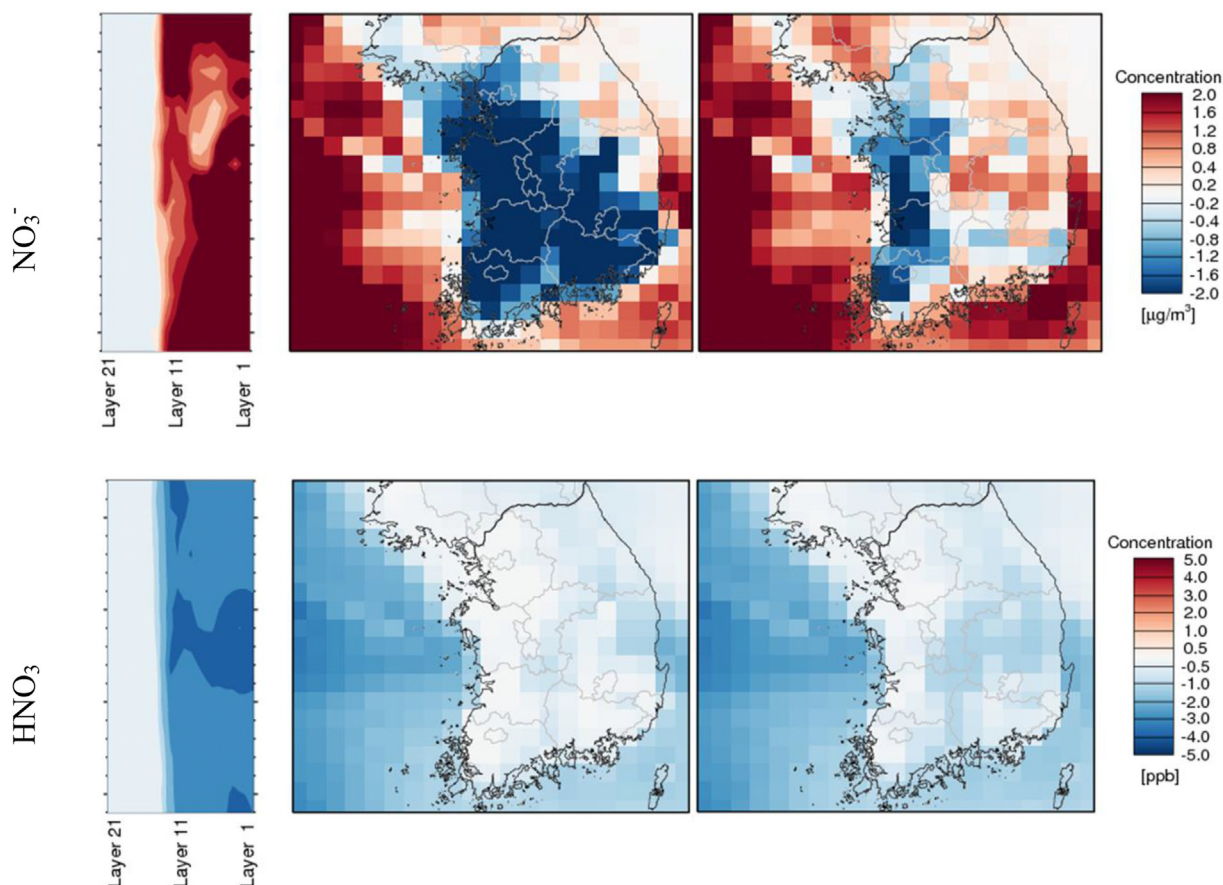 NO₃⁻
Layer 21
Layer 11
Layer 1
Concentration
2.0
1.6
1.2
0.8
0.4
0.2
-0.2
-0.4
-0.8
-1.2
-1.6
-2.0
[µg/m³]
HNO₃
Layer 21
Layer 11
Layer 1
Concentration
5.0
4.0
3.0
2.0
1.0
0.5
-0.5
-1.0
-2.0
-3.0
-4.0
-5.0
[ppb]